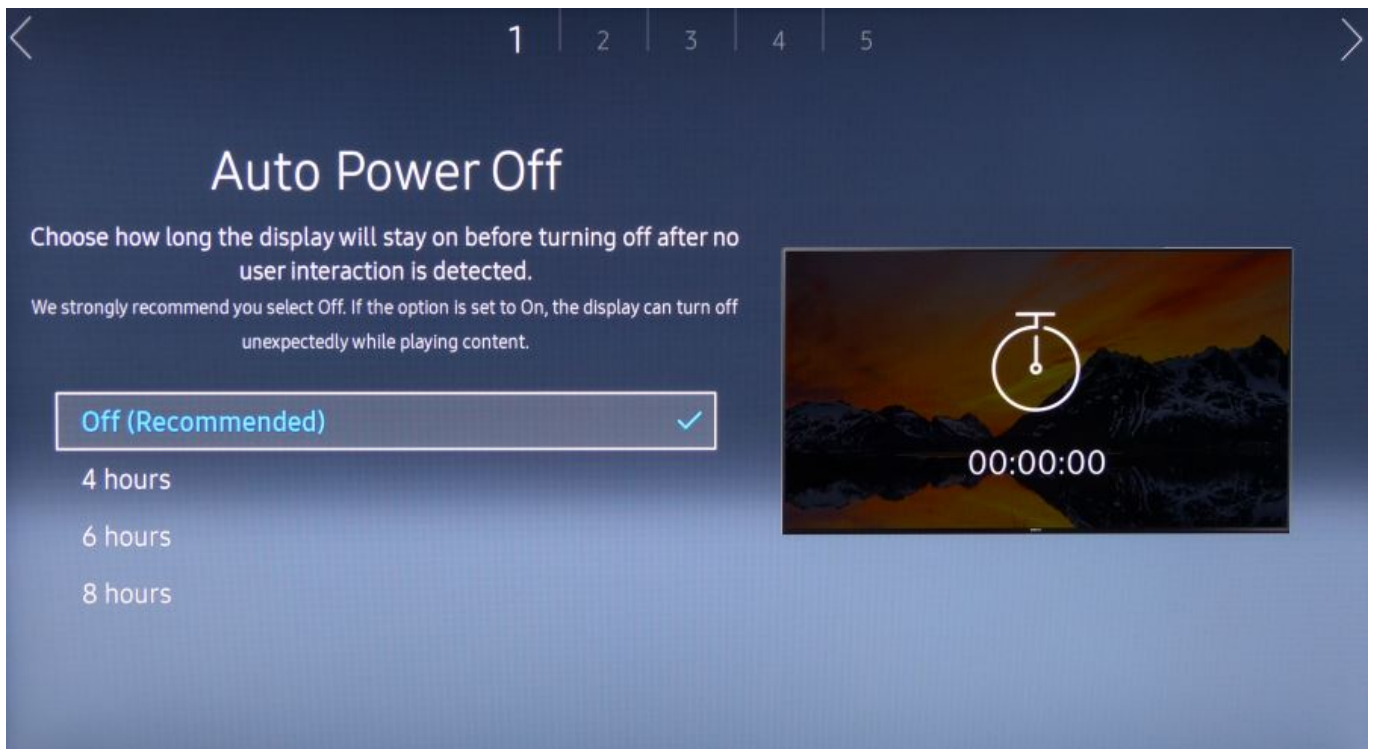 1 2 3 4 5
Auto Power Off
Choose how long the display will stay on before turning off after no
user interaction is detected.
We strongly recommend you select Off. If the option is set to On, the display can turn off
unexpectedly while playing content.
Off (Recommended)
4 hours
6 hours
8 hours
00:00:00